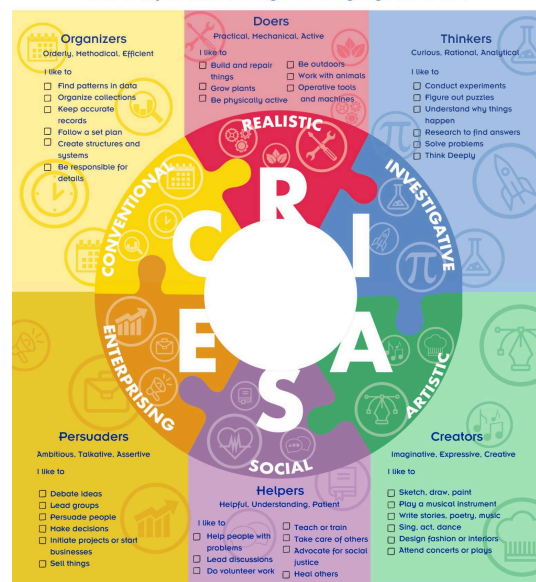 Doers
Practical, Mechanical, Active
I like to
Build and repair
things
Grow plants
Be physically active
Be outdoors
Work with animals
Operative tools
and machines
Organizers
Orderly, Methodical, Efficient
I like to
Find patterns in data
Organize collections
Keep accurate
records
Follow a set plan
Create structures and
systems
Be responsible for
details
Thinkers
Curious, Rational, Analytical
I like to
Conduct experiments
Figure out puzzles
Understand why things
happen
Research to find answers
Solve problems
Think Deeply
REALISTIC
CONVENTIONAL
INVESTIGATIVE
R
C
I
π
E
A
S
ENTERPRISING
ARTISTIC
SOCIAL
Persuaders
Ambitious, Talkative, Assertive
I like to
Debate ideas
Lead groups
Persuade people
Make decisions
Initiate projects or start
businesses
Sell things
Helpers
Helpful, Understanding, Patient
I like to
Help people with
problems
Lead discussions
Do volunteer work
Teach or train
Take care of others
Advocate for social
justice
Heal others
Creators
Imaginative, Expressive, Creative
I like to
Sketch, draw, paint
Play a musical instrument
Write stories, poetry, music
Sing, act, dance
Design fashion or interiors
Attend concerts or plays